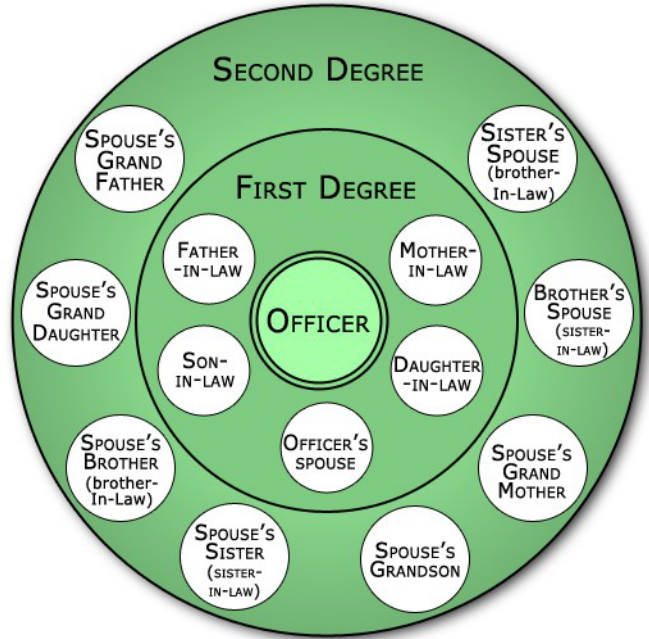 SECOND DEGREE
SPOUSE'S
GRAND
FATHER
SISTER'S
SPOUSE
(brother-
In-Law)
FIRST DEGREE
FATHER
-IN-LAW
MOTHER-
IN-LAW
SPOUSE'S
GRAND
DAUGHTER
OFFICER
BROTHER'S
SPOUSE
(SISTER-
IN-LAW)
SON-
IN-LAW
DAUGHTER
-IN-LAW
OFFICER'S
SPOUSE
SPOUSE'S
BROTHER
(brother-
In-Law)
SPOUSE'S
GRAND
MOTHER
SPOUSE'S
SISTER
(SISTER-
IN-LAW)
SPOUSE'S
GRANDSON